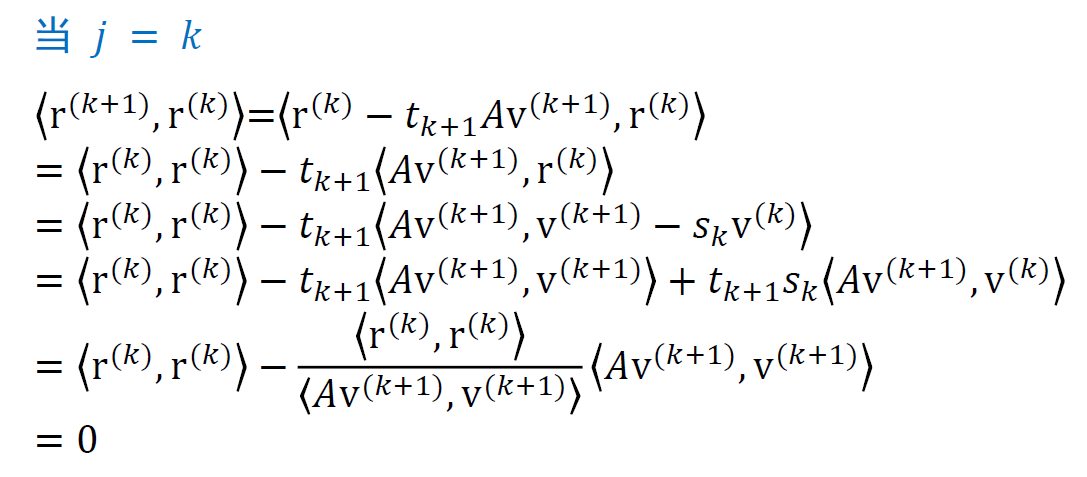 当 j = k
⟨r^(k+1), r^(k)⟩=⟨r^(k) − t_{k+1}Av^(k+1), r^(k)⟩
= ⟨r^(k), r^(k)⟩ − t_{k+1}⟨Av^(k+1), r^(k)⟩
= ⟨r^(k), r^(k)⟩ − t_{k+1}⟨Av^(k+1), v^(k+1) − s_k v^(k)⟩
= ⟨r^(k), r^(k)⟩ − t_{k+1}⟨Av^(k+1), v^(k+1)⟩ + t_{k+1}s_k⟨Av^(k+1), v^(k)⟩
= ⟨r^(k), r^(k)⟩ − ⟨r^(k), r^(k)⟩/⟨Av^(k+1), v^(k+1)⟩ ⟨Av^(k+1), v^(k+1)⟩
= 0